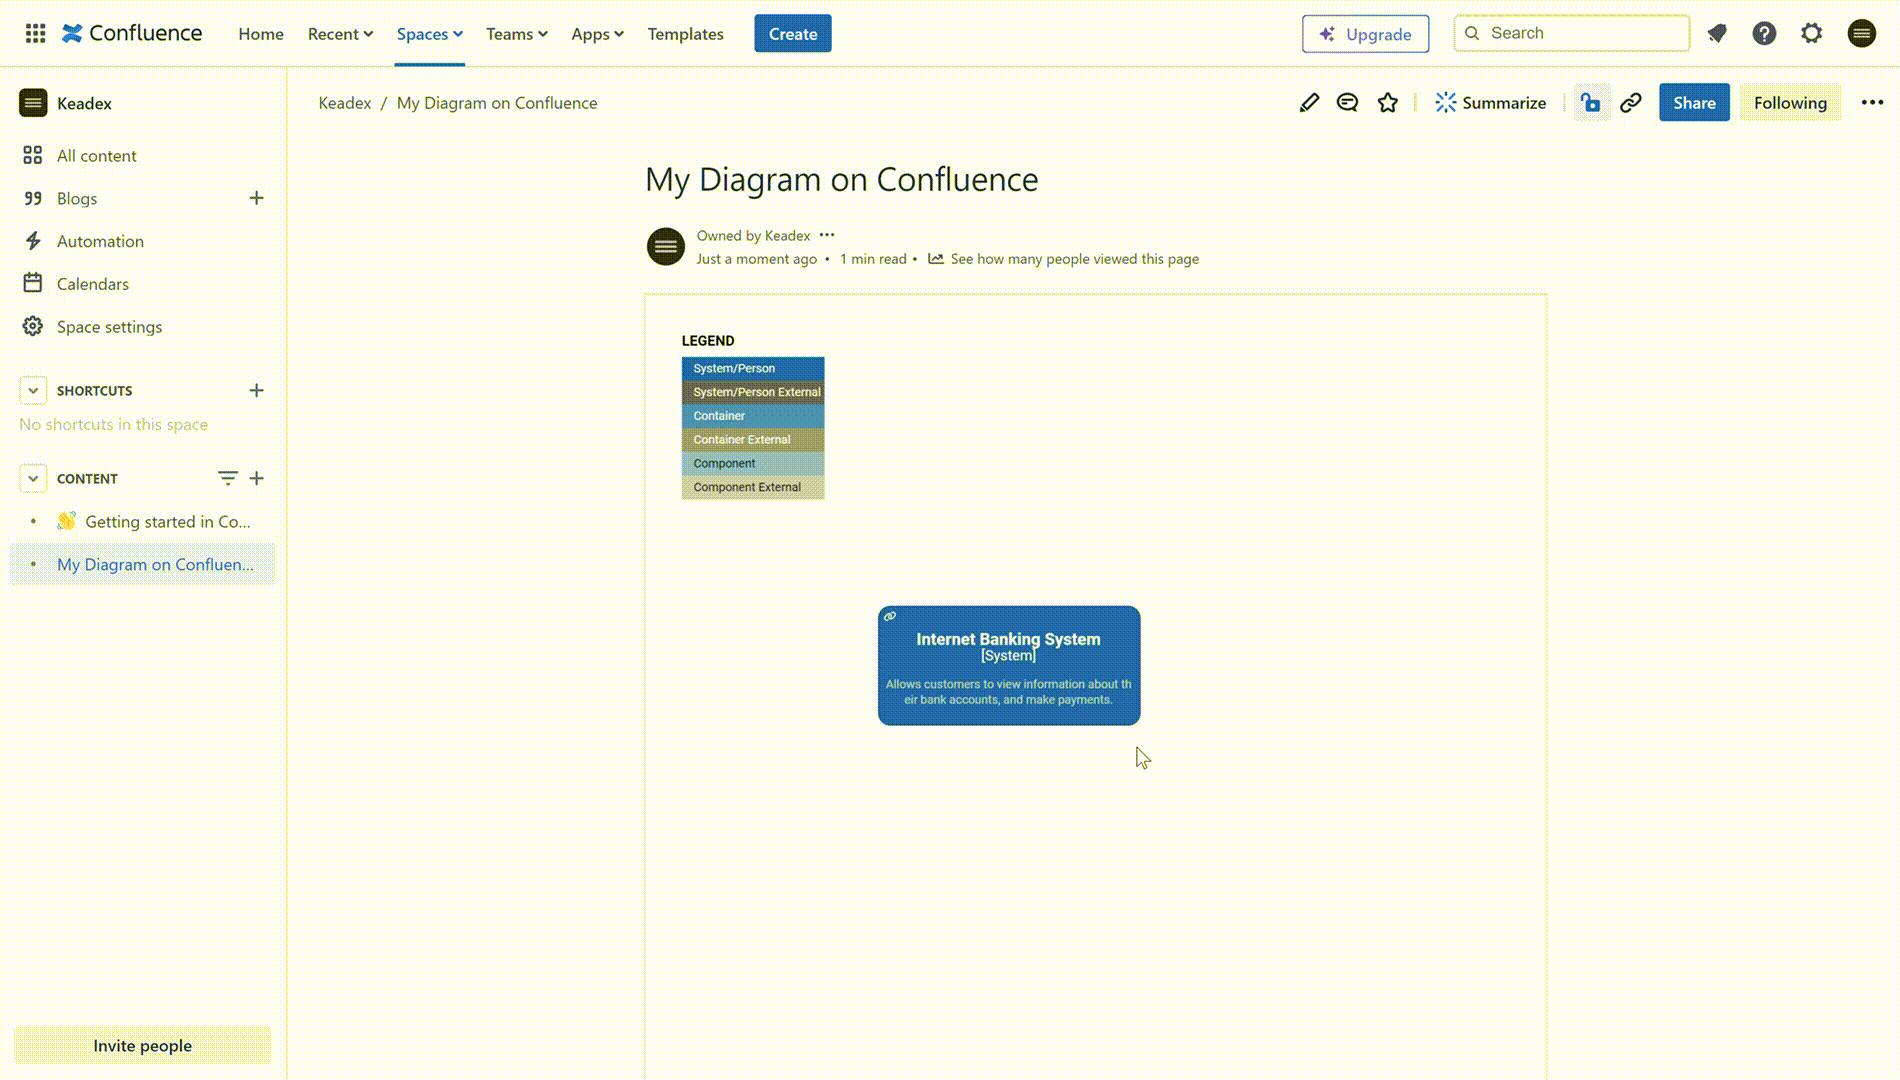 Confluence
Home
Recent
Spaces
Teams
Apps
Templates
Create
Upgrade
Search
Keadex
All content
Blogs
Automation
Calendars
Space settings
SHORTCUTS
No shortcuts in this space
CONTENT
Getting started in Co...
My Diagram on Confluen...
Invite people
Keadex / My Diagram on Confluence
Summarize
Share
Following
My Diagram on Confluence
Owned by Keadex
Just a moment ago • 1 min read • See how many people viewed this page
LEGEND
System/Person
System/Person External
Container
Container External
Component
Component External
Internet Banking System
[System]
Allows customers to view information about th
eir bank accounts, and make payments.